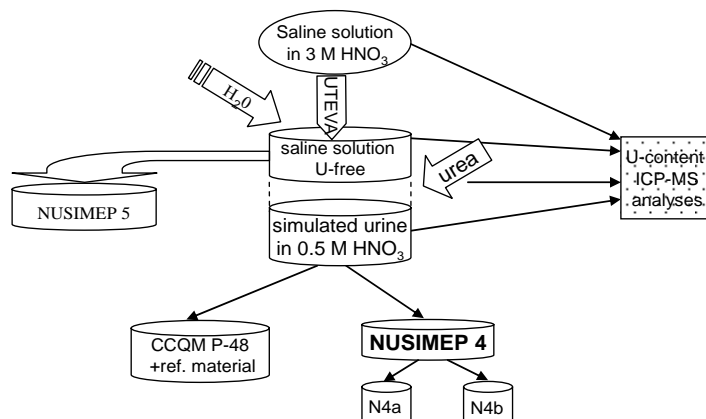 Saline solution
in 3 M HNO₃
H₂0
UTEVA
saline solution
U-free
urea
U-content
ICP-MS
analyses
NUSIMEP 5
simulated urine
in 0.5 M HNO₃
CCQM P-48
+ref. material
NUSIMEP 4
N4a
N4b